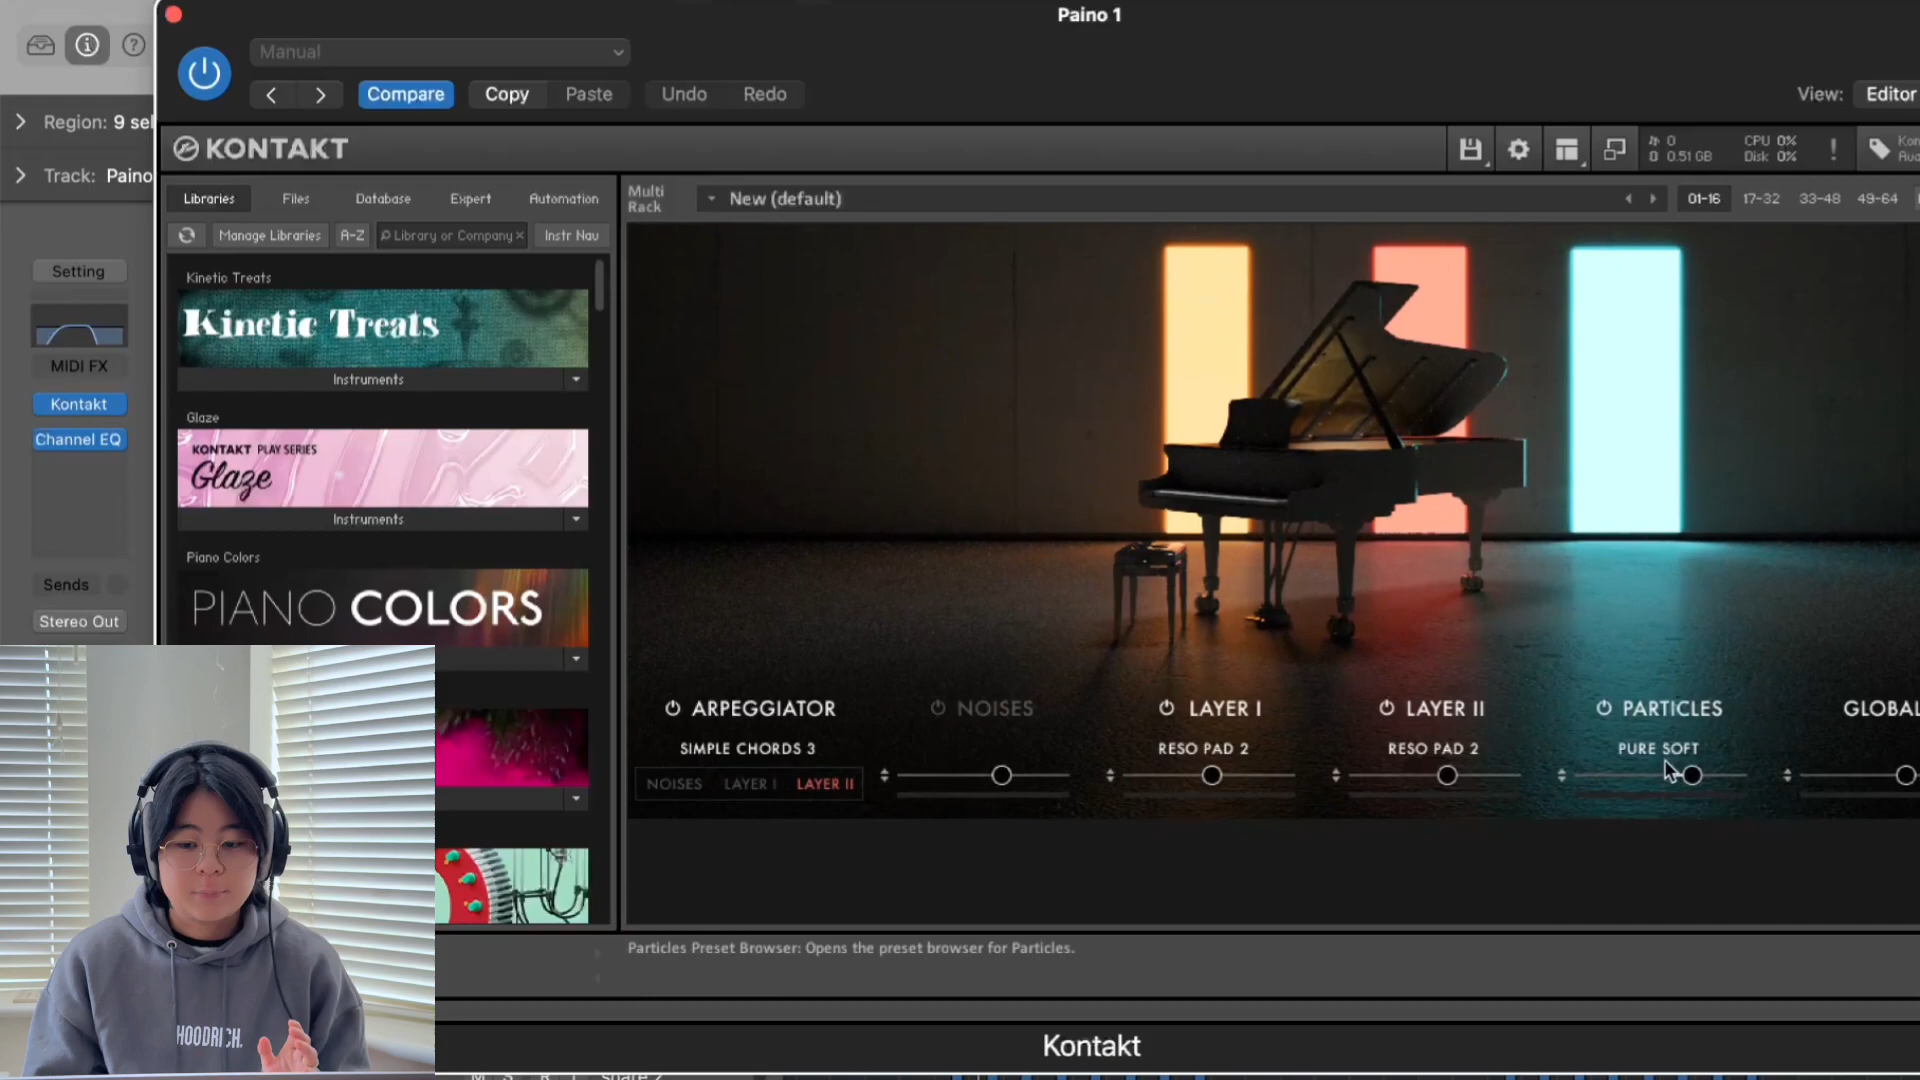 Paino 1
Manual
Compare
Copy
Paste
Undo
Redo
View:
Editor
Region: 9 sel
Track: Paino
KONTAKT
0
0.51 GB
CPU 0%
Disk 0%
!
Libraries
Files
Database
Expert
Automation
Multi
Rack
New (default)
01-16
17-32
33-48
49-64
Manage Libraries
A-Z
Library or Company
Instr Nav
Setting
MIDI FX
Kontakt
Channel EQ
Sends
Stereo Out
Kinetic Treats
Kinetic Treats
Instruments
Glaze
KONTAKT PLAY SERIES
Glaze
Instruments
Piano Colors
PIANO COLORS
ARPEGGIATOR
NOISES
LAYER I
LAYER II
PARTICLES
GLOBAL
SIMPLE CHORDS 3
RESO PAD 2
RESO PAD 2
PURE SOFT
NOISES
LAYER I
LAYER II
Particles Preset Browser: Opens the preset browser for Particles.
HOODRICH.
Kontakt